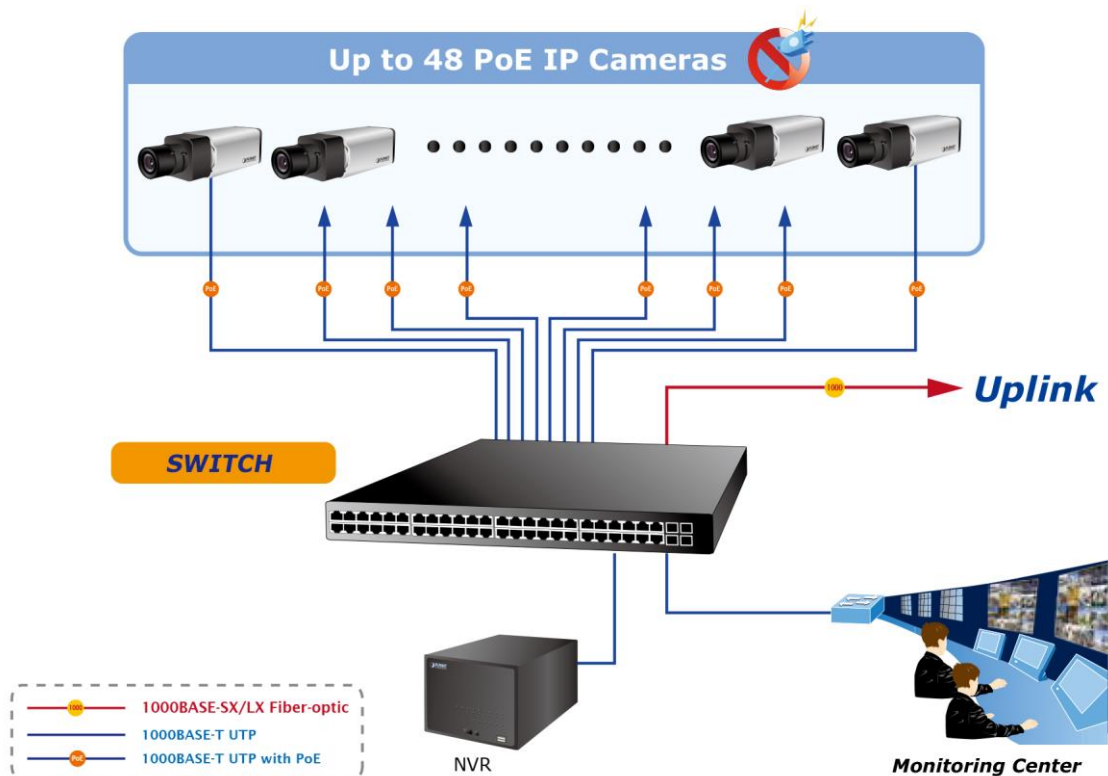 Up to 48 PoE IP Cameras
PoE
PoE
PoE
PoE
PoE
PoE
PoE
PoE
1000
Uplink
SWITCH
NVR
Monitoring Center
1000
1000BASE-SX/LX Fiber-optic
1000BASE-T UTP
PoE
1000BASE-T UTP with PoE